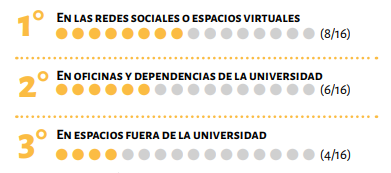 1° En las redes sociales o espacios virtuales
(8/16)
2° En oficinas y dependencias de la universidad
(6/16)
3° En espacios fuera de la universidad
(4/16)